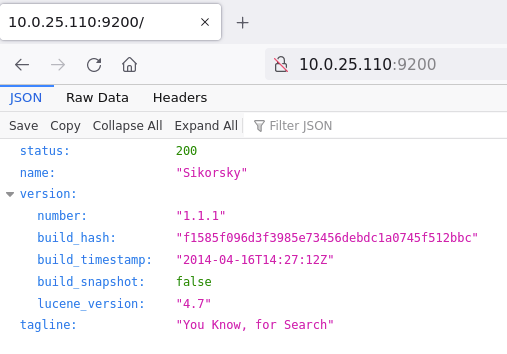 10.0.25.110:9200/ × +
10.0.25.110:9200
JSON Raw Data Headers
Save Copy Collapse All Expand All Filter JSON
status: 200
name: "Sikorsky"
version:
number: "1.1.1"
build_hash: "f1585f096d3f3985e73456debdc1a0745f512bbc"
build_timestamp: "2014-04-16T14:27:12Z"
build_snapshot: false
lucene_version: "4.7"
tagline: "You Know, for Search"